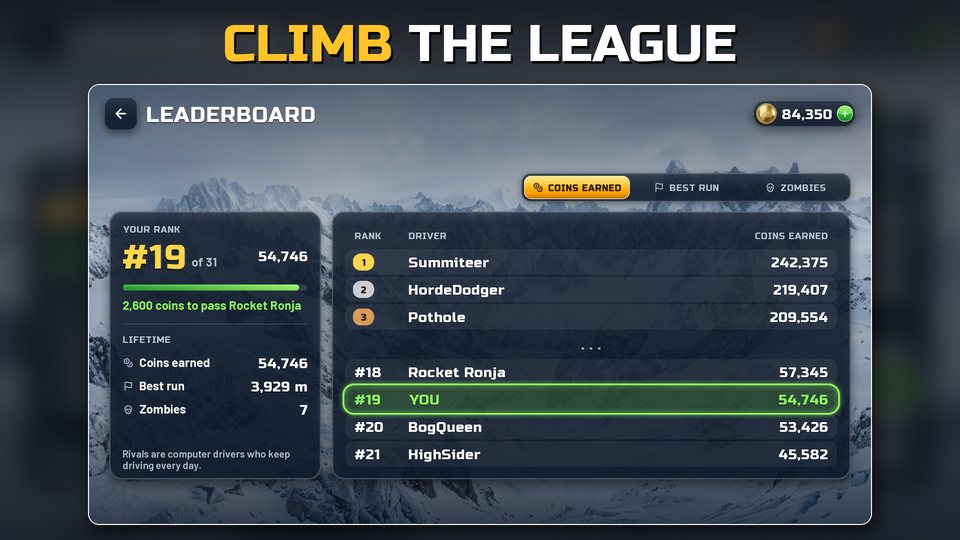 CLIMB THE LEAGUE
LEADERBOARD
84,350
COINS EARNED
BEST RUN
ZOMBIES
YOUR RANK
#19 of 31 54,746
2,600 coins to pass Rocket Ronja
LIFETIME
Coins earned 54,746
Best run 3,929 m
Zombies 7
Rivals are computer drivers who keep
driving every day.
RANK DRIVER COINS EARNED
1 Summiteer 242,375
2 HordeDodger 219,407
3 Pothole 209,554
...
#18 Rocket Ronja 57,345
#19 YOU 54,746
#20 BogQueen 53,426
#21 HighSider 45,582